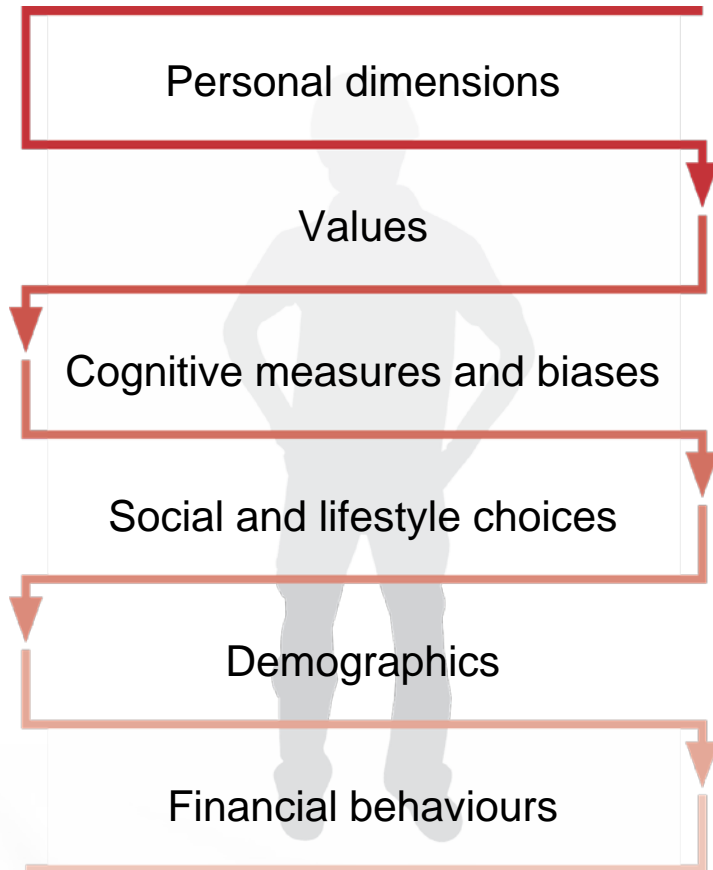 Personal dimensions
Values
Cognitive measures and biases
Social and lifestyle choices
Demographics
Financial behaviours